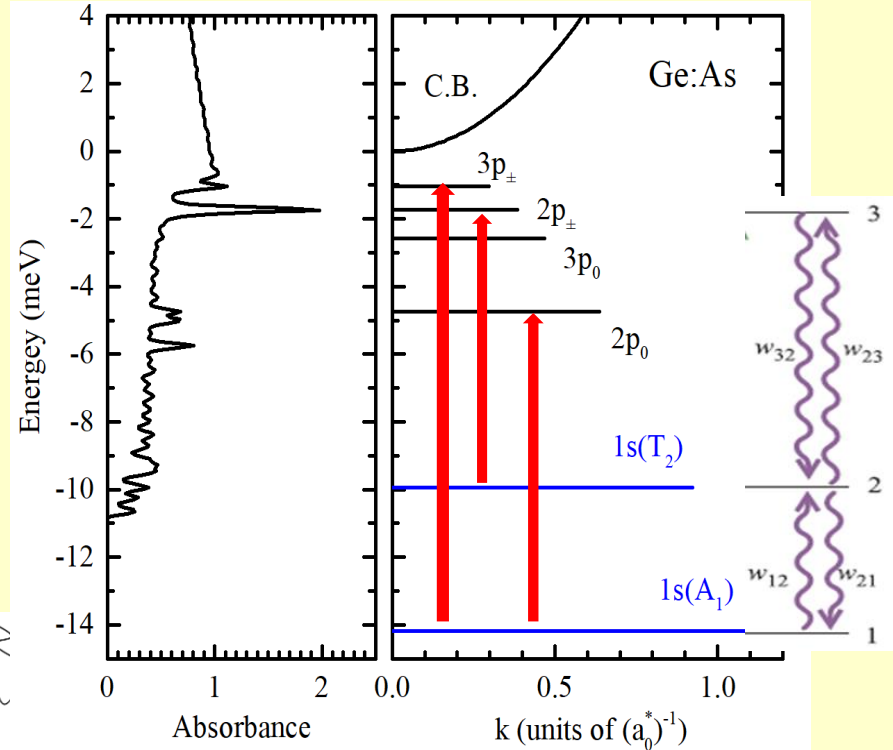 4
2
0
-2
-4
-6
-8
-10
-12
-14
Energey (meV)
0
1
2
Absorbance
C.B.
Ge:As
3p±
2p±
3p0
2p0
1s(T2)
1s(A1)
0.0
0.5
1.0
k (units of (a0*)-1)
3
w32
w23
2
w12
w21
1